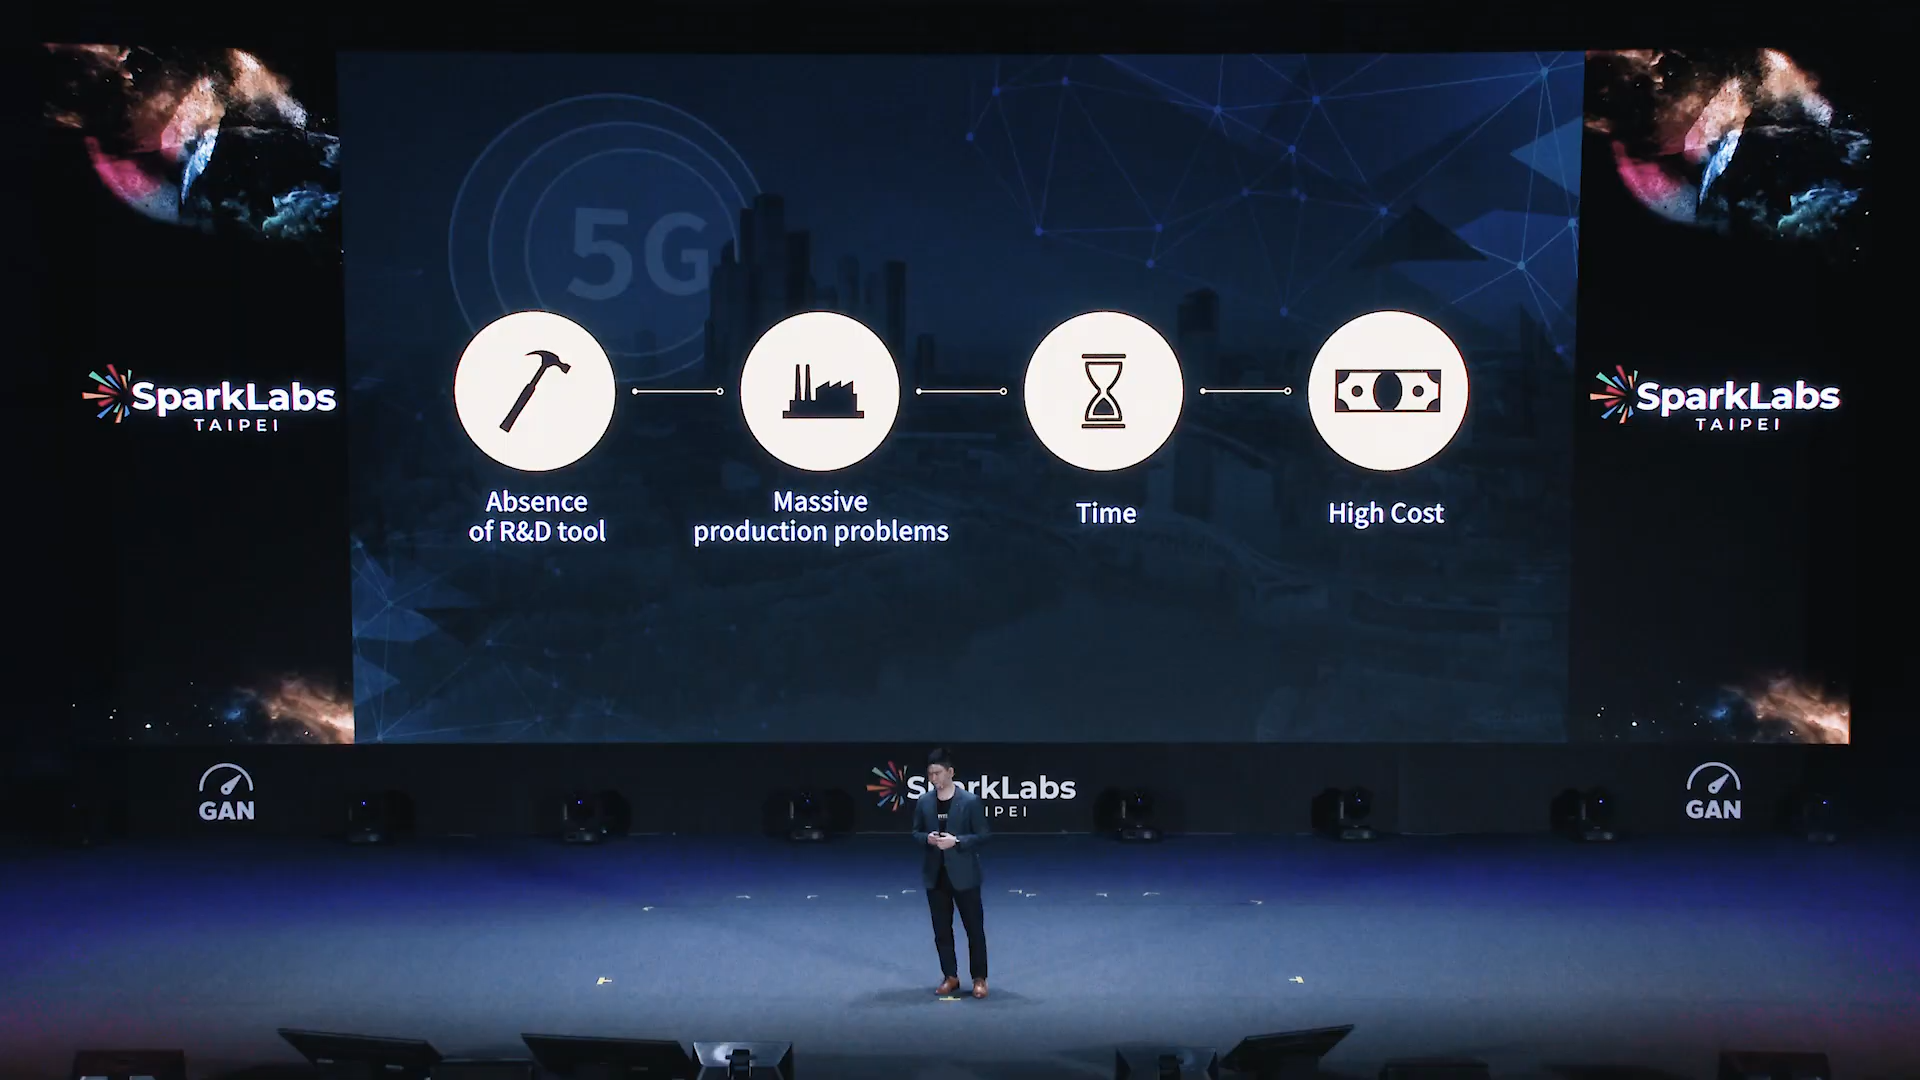 5G
Absence
of R&D tool
Massive
production problems
Time
High Cost
SparkLabs
TAIPEI
SparkLabs
TAIPEI
GAN
GAN